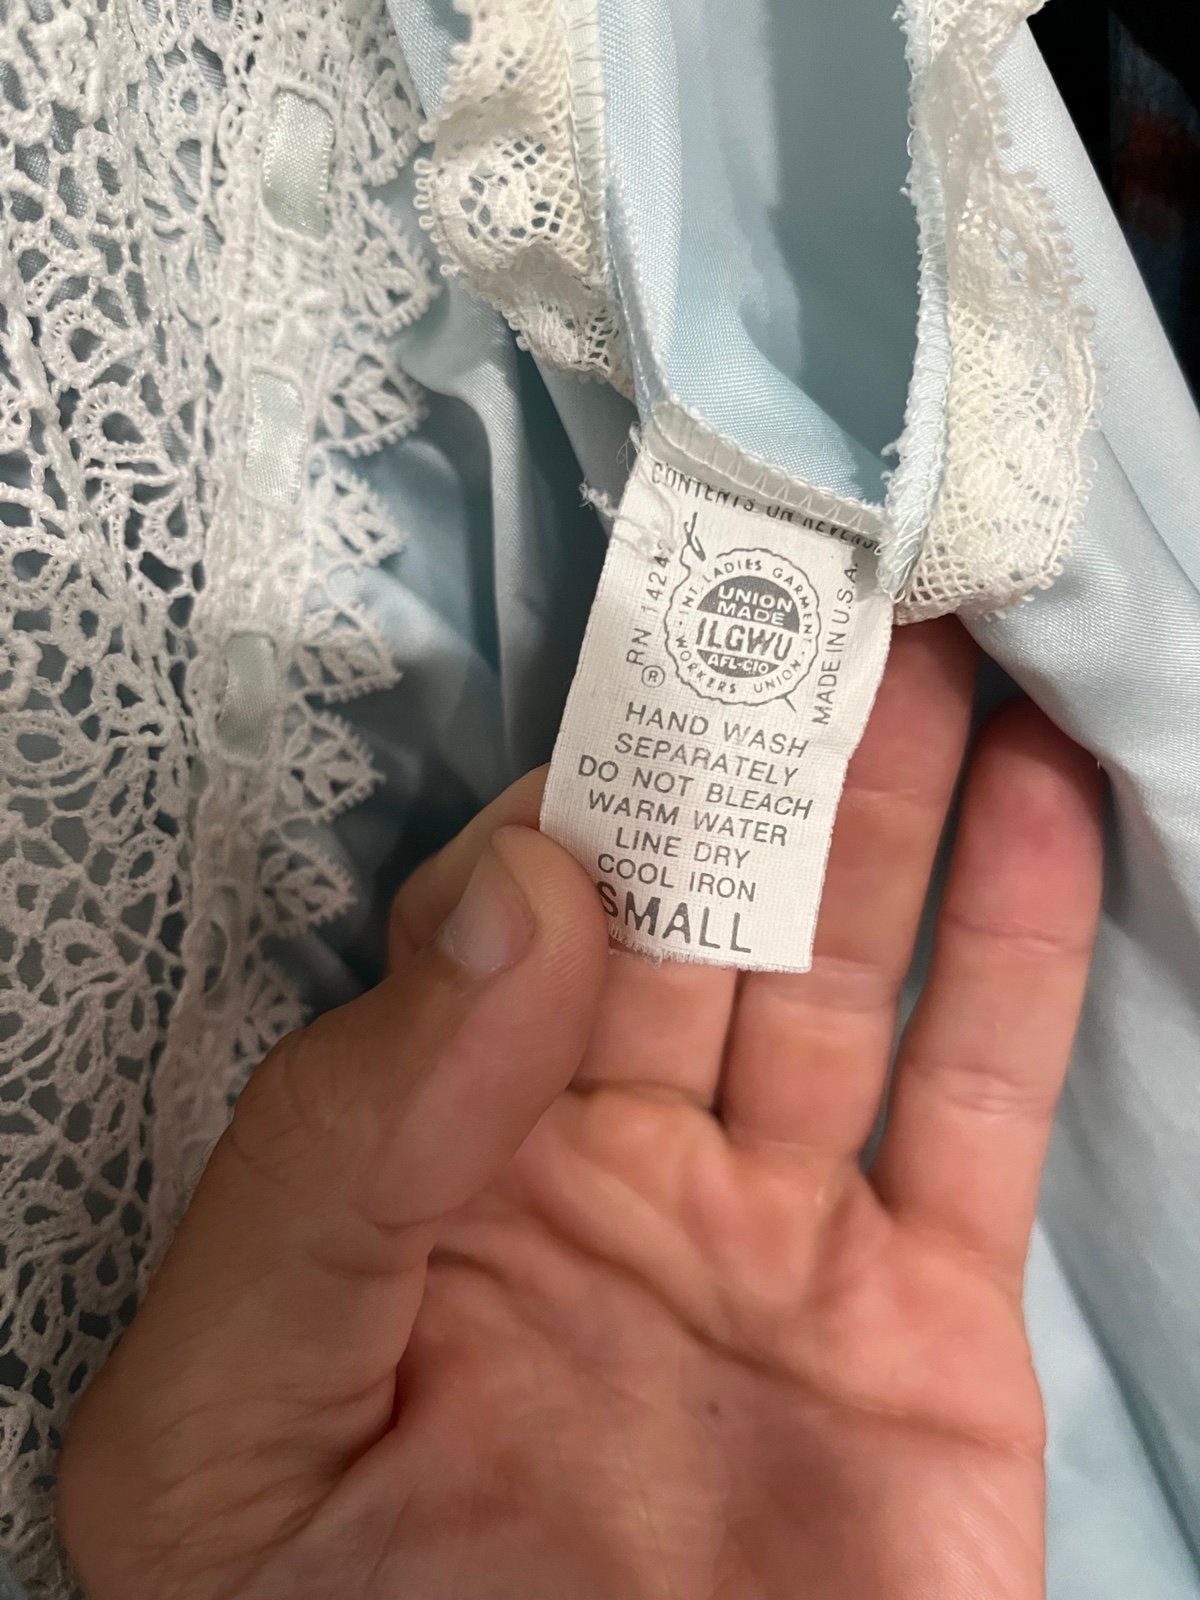 CONTENTS ON REVERSE
RN 1424
INT LADIES GARMENT
UNION
MADE
ILGWU
AFL-CIO
WORKERS UNION
MADE IN U.S.A.
®
HAND WASH
SEPARATELY
DO NOT BLEACH
WARM WATER
LINE DRY
COOL IRON
SMALL